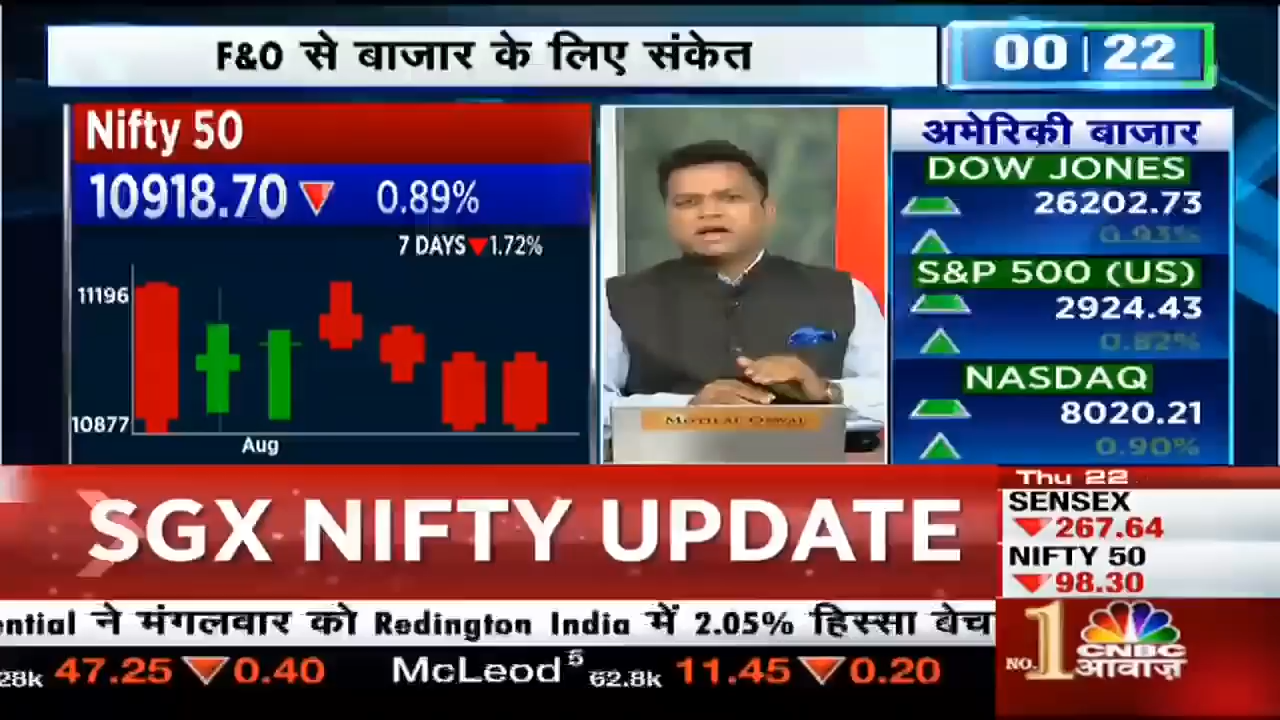 F&O से बाजार के लिए संकेत
00 22
Nifty 50
10918.70 0.89%
7 DAYS 1.72%
11196
10877
Aug
MOTILAL OSWAL
अमेरिकी बाजार
DOW JONES
26202.73
0.93%
S&P 500 (US)
2924.43
0.82%
NASDAQ
8020.21
0.90%
SGX NIFTY UPDATE
Thu 22
SENSEX
267.64
NIFTY 50
98.30
ential ने मंगलवार को Redington India में 2.05% हिस्सा बेच
28k 47.25 0.40 McLeod 5 62.8k 11.45 0.20
NO. 1 CNBC
आवाज़